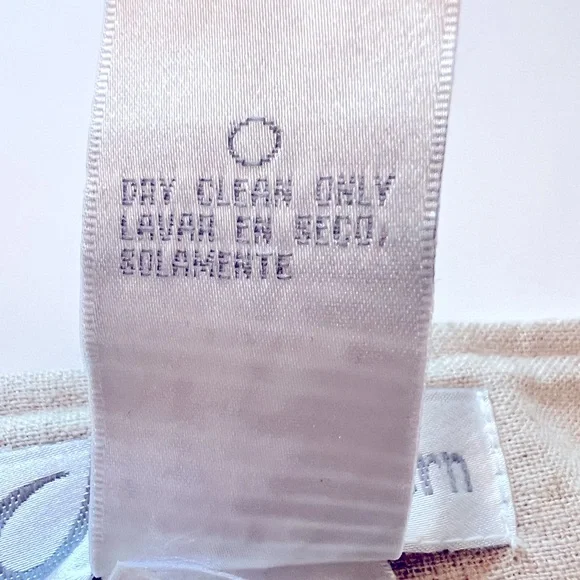 DRY CLEAN ONLY
LAVAR EN SECO,
SOLAMENTE